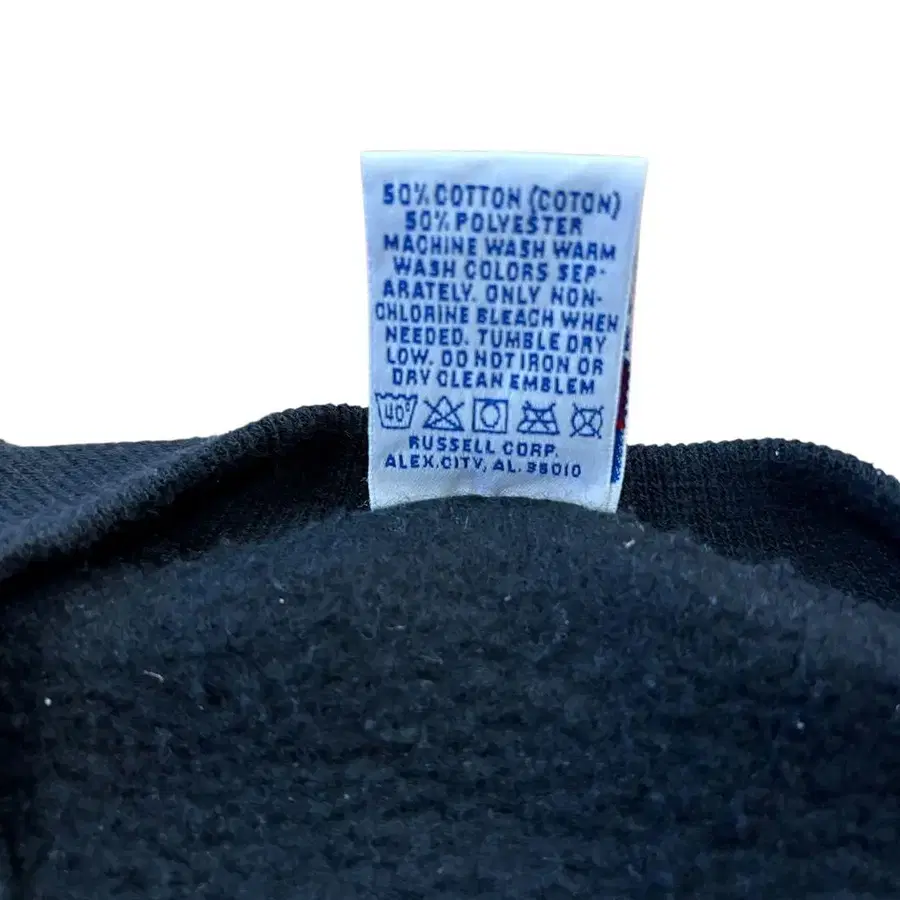 50% COTTON (COTON)
50% POLYESTER
MACHINE WASH WARM
WASH COLORS SEP-
ARATELY. ONLY NON-
CHLORINE BLEACH WHEN
NEEDED. TUMBLE DRY
LOW. DO NOT IRON OR
DRY CLEAN EMBLEM
40°
RUSSELL CORP.
ALEX.CITY, AL. 35010